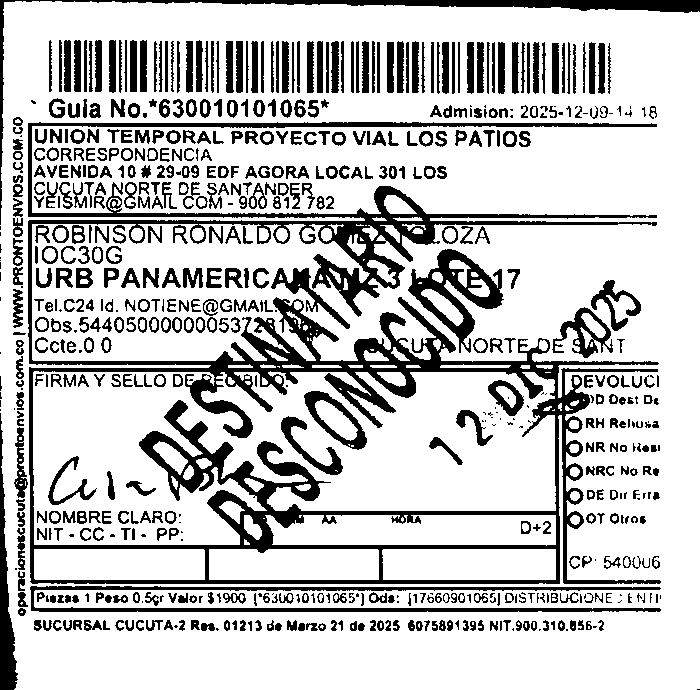 Guia No.*630010101065*
Admision: 2025-12-09-14 18
UNION TEMPORAL PROYECTO VIAL LOS PATIOS
CORRESPONDENCIA
AVENIDA 10 # 29-09 EDF AGORA LOCAL 301 LOS
CUCUTA NORTE DE SANTANDER
YEISMIR@GMAIL COM - 900 812 782
ROBINSON RONALDO GOMEZ TOLOZA
IOC30G
URB PANAMERICANA MZ 3 LOTE 17
Tel.C24 Id. NOTIENE@GMAIL.COM
Obs.
Ccte.0 0
CUCUTA NORTE DE SANT
DESTINATARIO
DESCONOCIDO
12 DIC 2025
FIRMA Y SELLO DE RECIBIDO:
NOMBRE CLARO:
NIT - CC - TI - PP:
AA
HORA
D+2
DEVOLUCI
DD Dest De
RH Rehusa
NR No Resi
NRC No Re
DE Dir Erra
OT Otros
CP: 540006
Piezas 1 Peso 0.5gr Valor $1900 [*630010101065*] Ods: [17660901065] DISTRIBUCION
SUCURSAL CUCUTA-2 Res. 01213 de Marzo 21 de 2025 6075891395 NIT.900.310.856-2
operacionescucuta@prontoenvios.com.co | WWW.PRONTOENVIOS.COM.CO